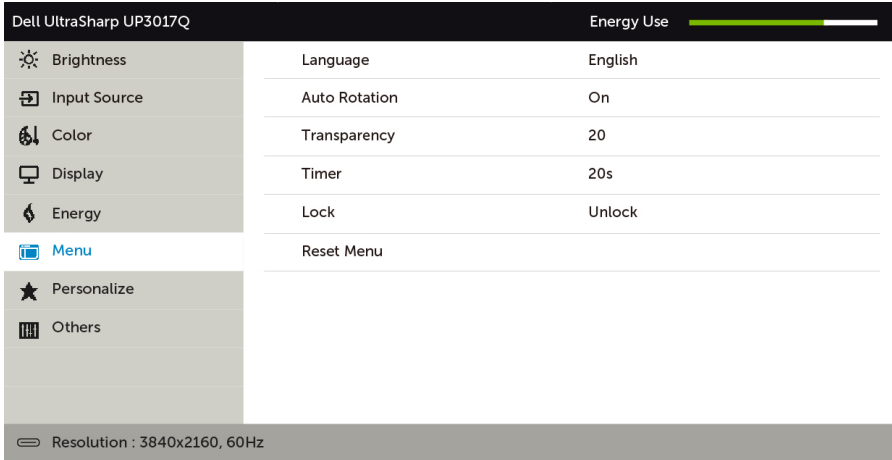 Dell UltraSharp UP3017Q Energy Use
Brightness Language English
Input Source Auto Rotation On
Color Transparency 20
Display Timer 20s
Energy Lock Unlock
Menu Reset Menu
Personalize
Others
Resolution : 3840x2160, 60Hz